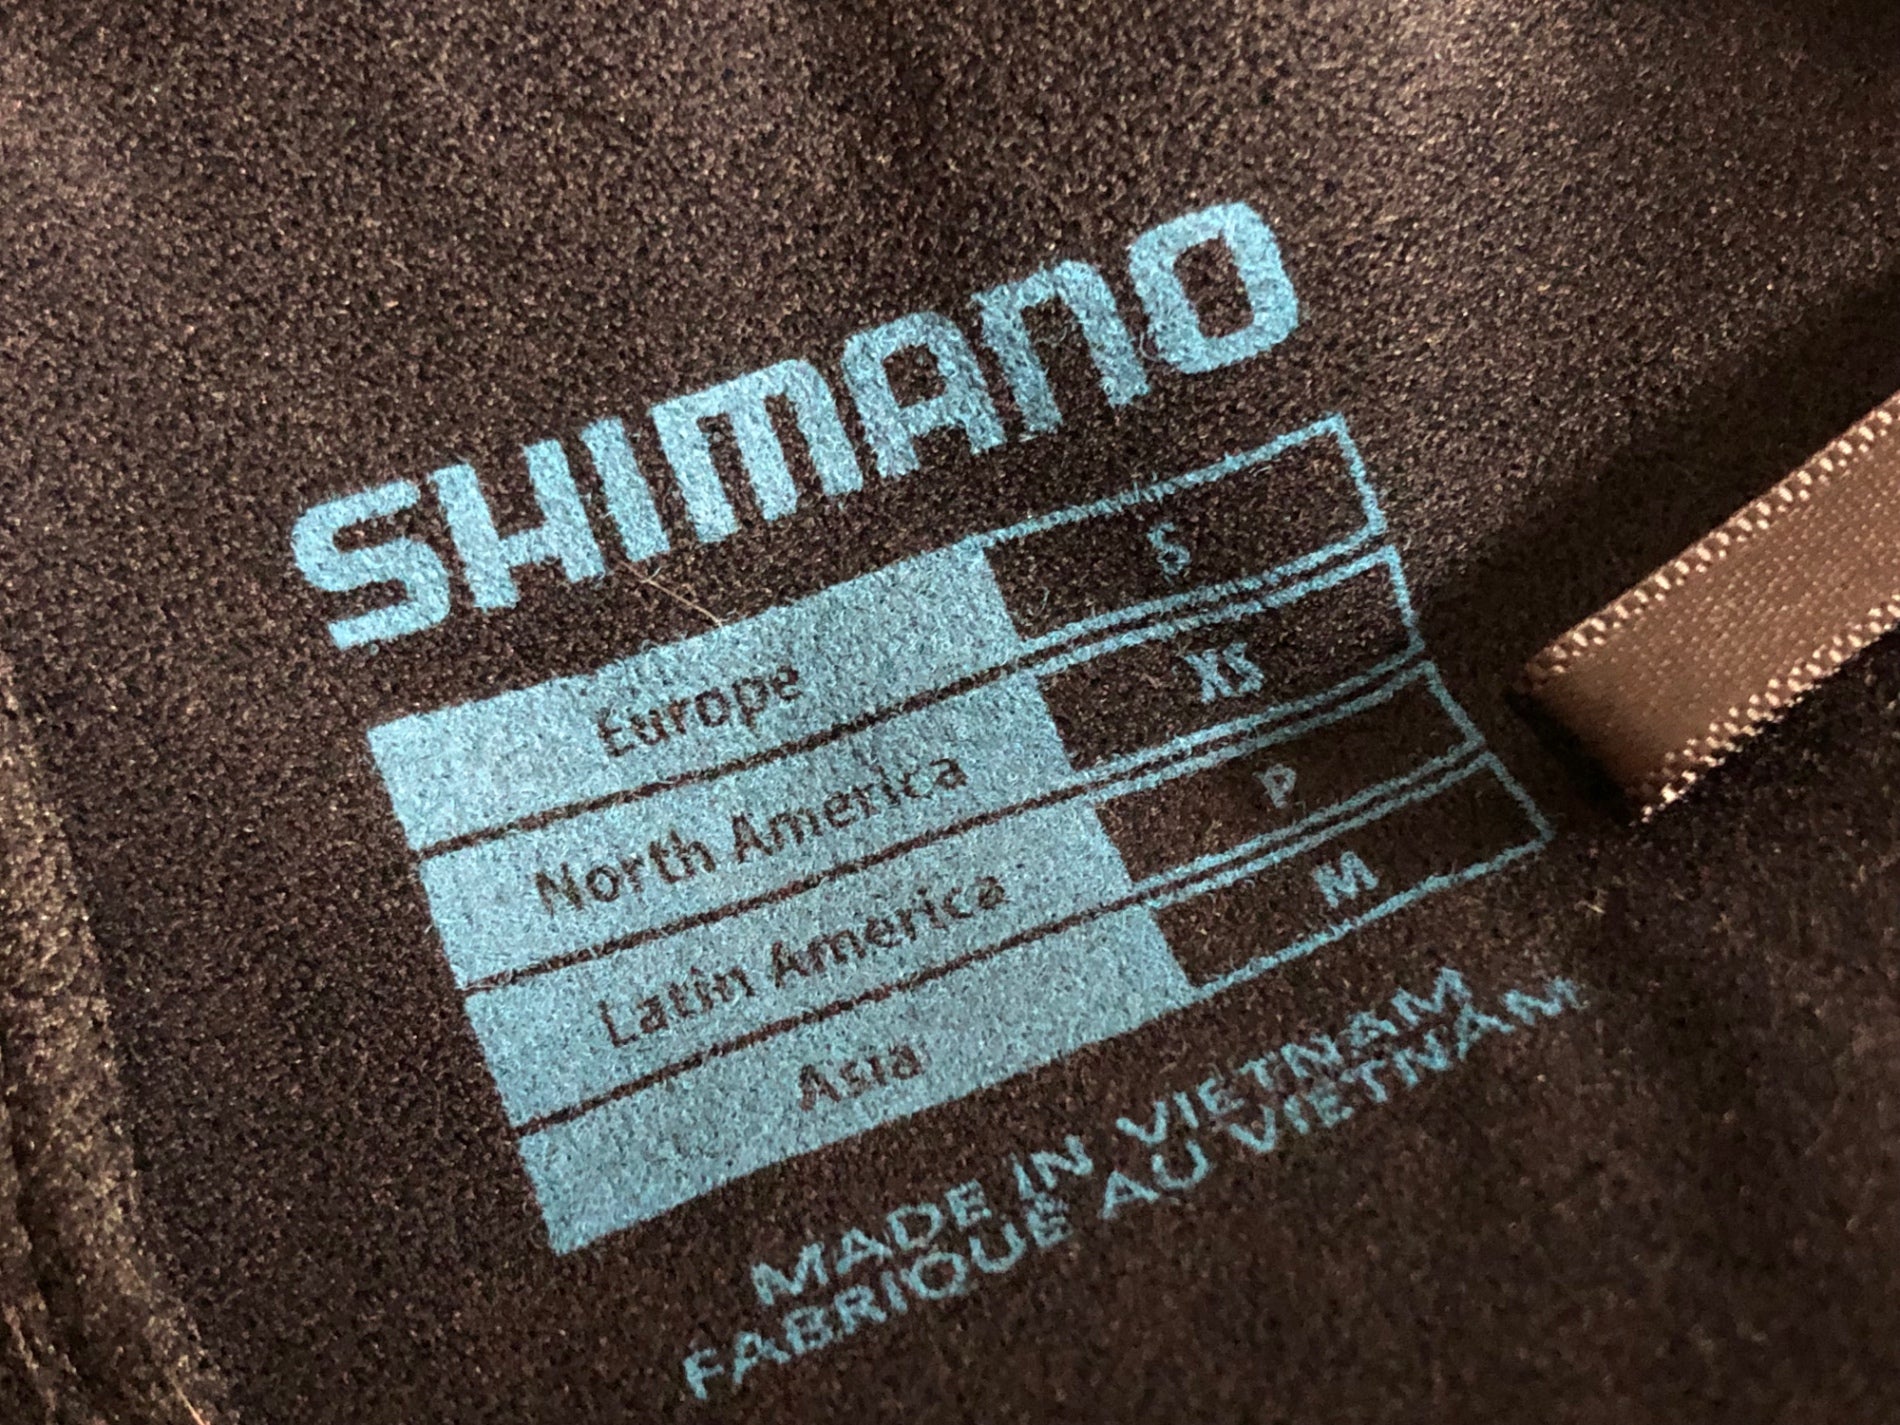 SHIMANO
Europe S
North America XS
Latin America P
Asia M
MADE IN VIETNAM
FABRIQUÉ AU VIETNAM